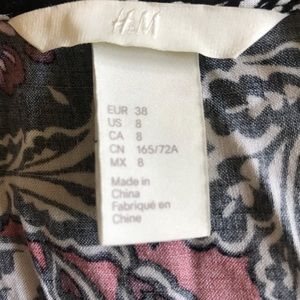 H&M
EUR 38
US 8
CA 8
CN 165/72A
MX 8
Made in
China
Fabriqué en
Chine